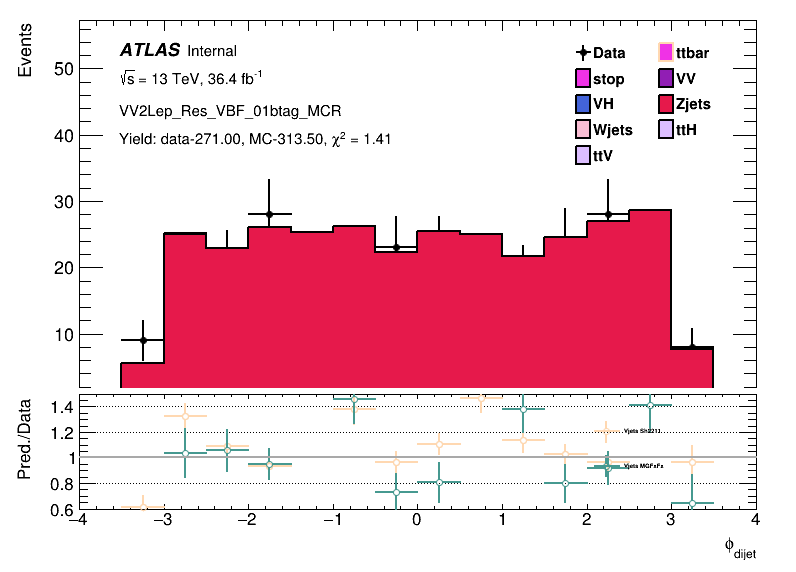 Events
ATLAS Internal
√s = 13 TeV, 36.4 fb⁻¹
VV2Lep_Res_VBF_01btag_MCR
Yield: data-271.00, MC-313.50, χ² = 1.41
Data ttbar
stop VV
VH Zjets
Wjets ttH
ttV
50
40
30
20
10
Pred./Data
1.4
1.2
1
0.8
0.6
Vjets Sh2211
Vjets MGFxFx
−4 −3 −2 −1 0 1 2 3 4
ϕ_dijet